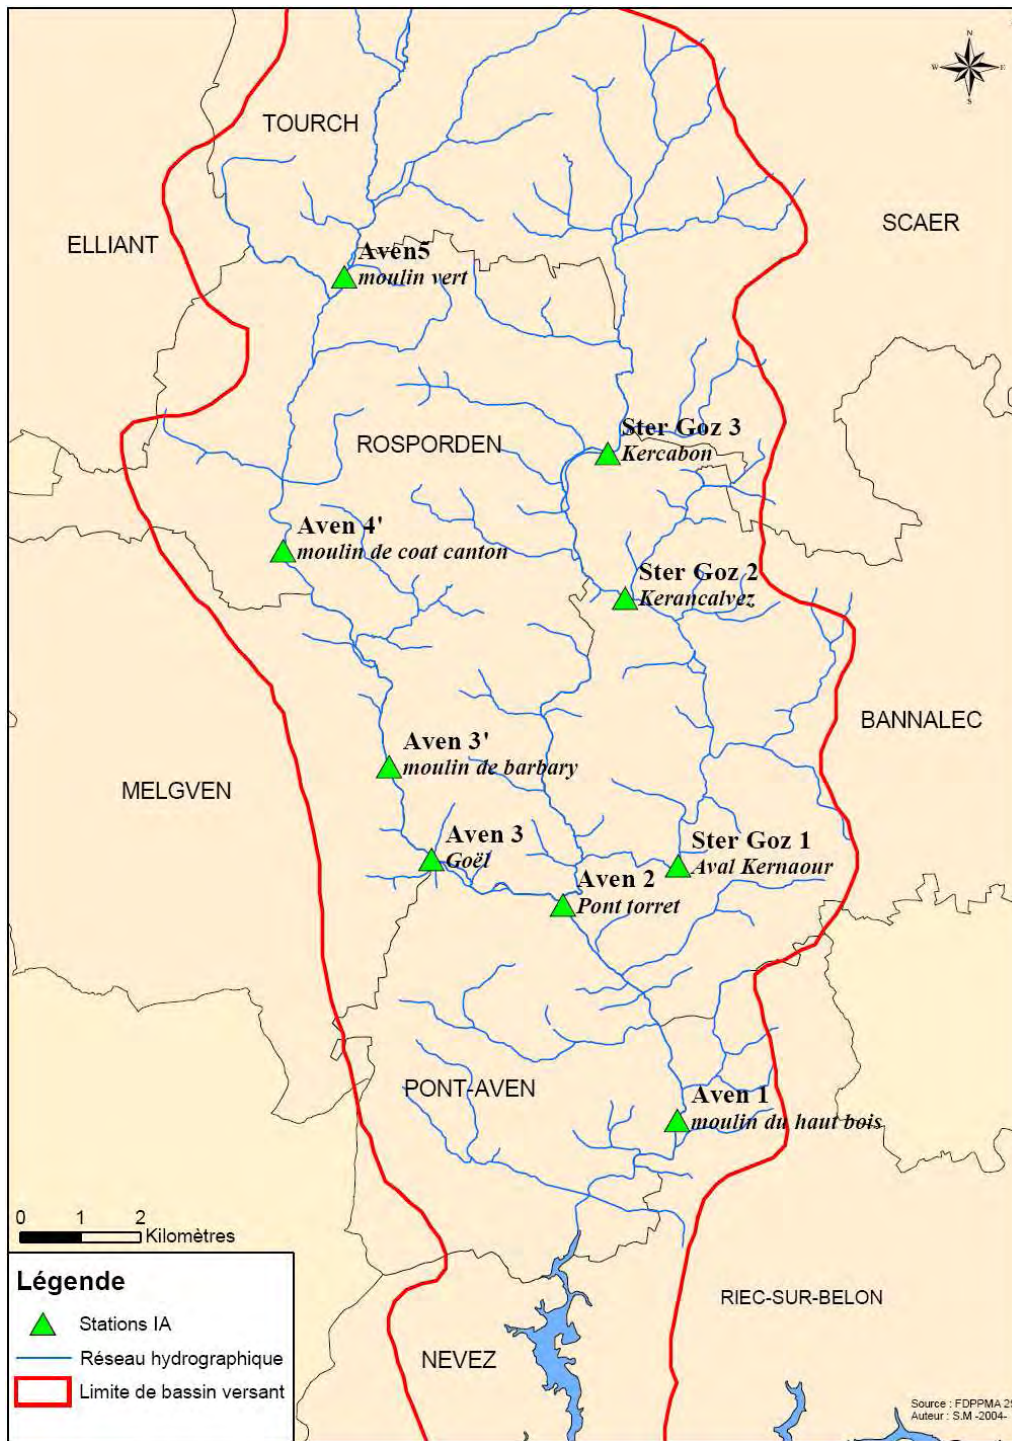 N
W E
S
TOURCH
SCAER
ELLIANT
Aven5
moulin vert
ROSPORDEN
Ster Goz 3
Kercabon
Aven 4'
moulin de coat canton
Ster Goz 2
Kerancalvez
BANNALEC
Aven 3'
moulin de barbary
MELGVEN
Aven 3
Goël
Ster Goz 1
Aval Kernaour
Aven 2
Pont torret
PONT-AVEN
Aven 1
moulin du haut bois
0 1 2
Kilomètres
Légende
Stations IA
Réseau hydrographique
Limite de bassin versant
RIEC-SUR-BELON
NEVEZ
Source : FDPPMA 29
Auteur : S.M -2004-